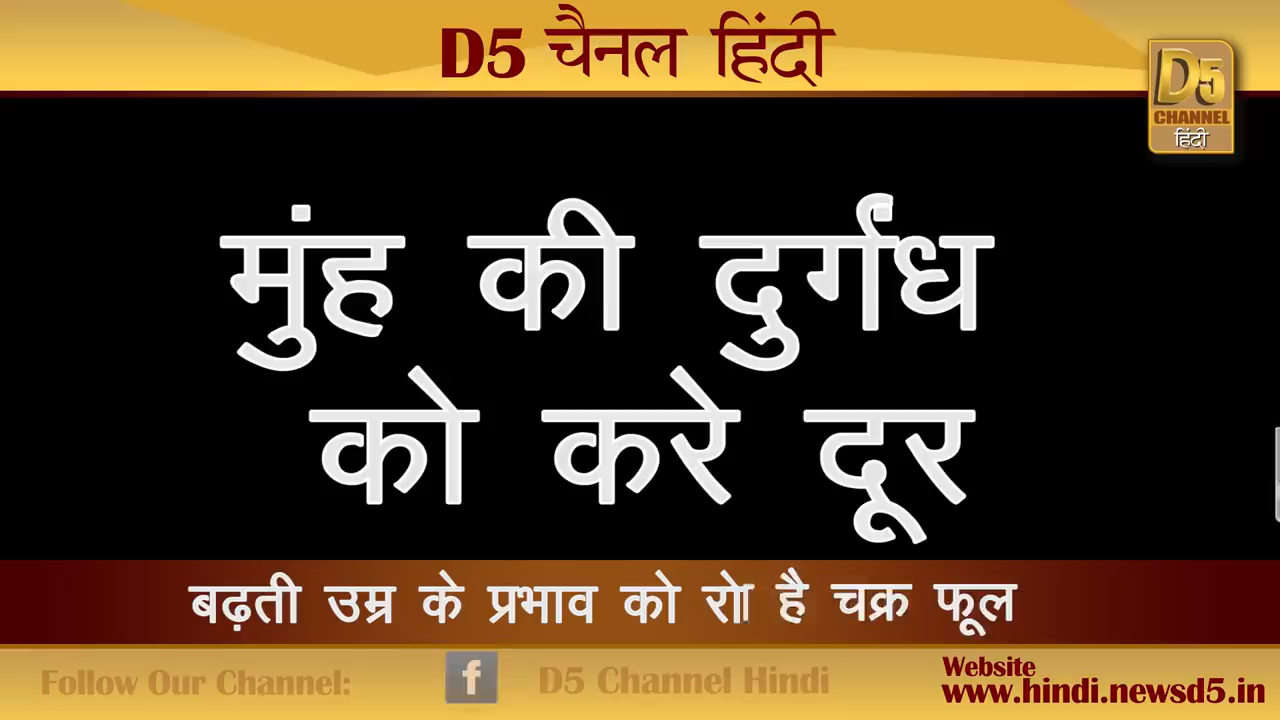 D5 चैनल हिंदी
D5
CHANNEL
हिंदी
मुंह की दुर्गंध
को करे दूर
बढ़ती उम्र के प्रभाव को है चक्र फूल
Follow Our Channel:
f
D5 Channel Hindi
Website
www.hindi.newsd5.in